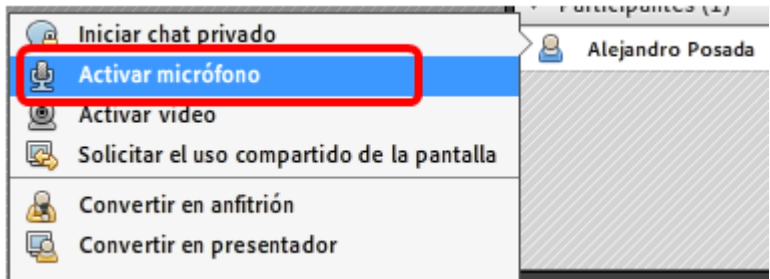 Participantes (1)
Iniciar chat privado
Alejandro Posada
Activar micrófono
Activar video
Solicitar el uso compartido de la pantalla
Convertir en anfitrión
Convertir en presentador